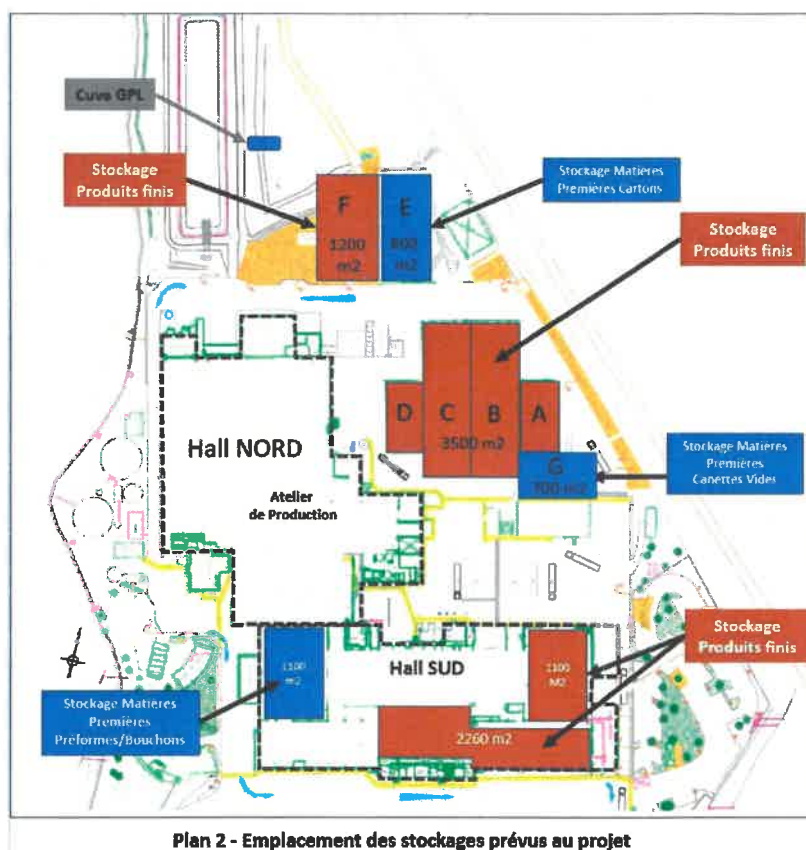 Cuve GPL
Stockage
Produits finis
F
1200
m2
E
800
m2
Stockage Matières
Premières Cartons
Stockage
Produits finis
D
C
B
A
3500 m2
G
700 m2
Stockage Matières
Premières
Canettes Vides
Hall NORD
Atelier
de Production
Stockage
Produits finis
1100
m2
Hall SUD
1100
M2
2260 m2
Stockage Matières
Premières
Préformes/Bouchons
Plan 2 - Emplacement des stockages prévus au projet